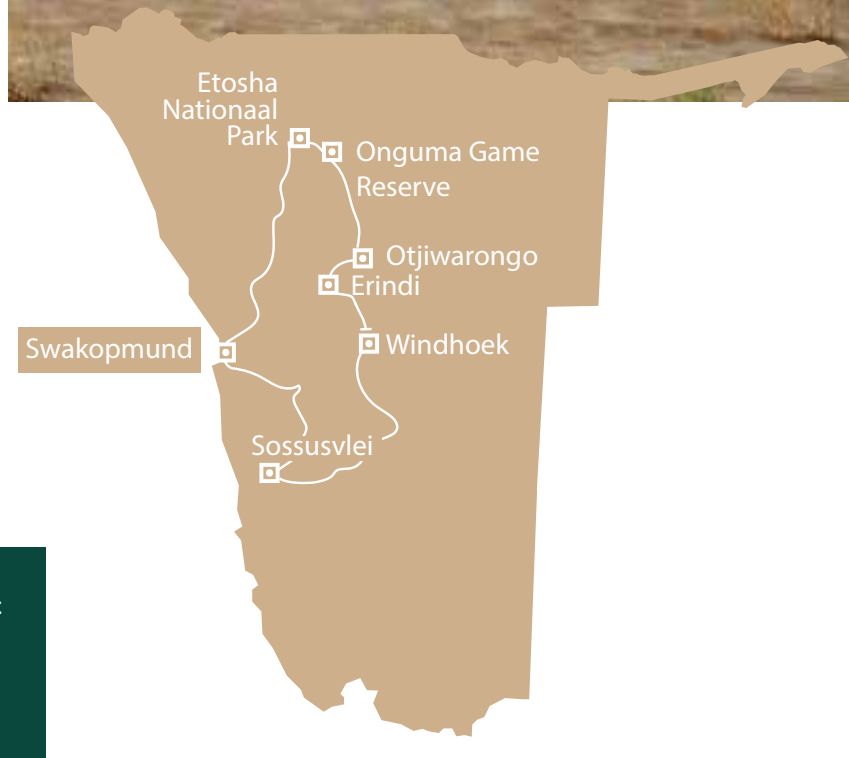 Etosha
Nationaal
Park
Onguma Game
Reserve
Otjiwarongo
Erindi
Swakopmund
Windhoek
Sossusvlei